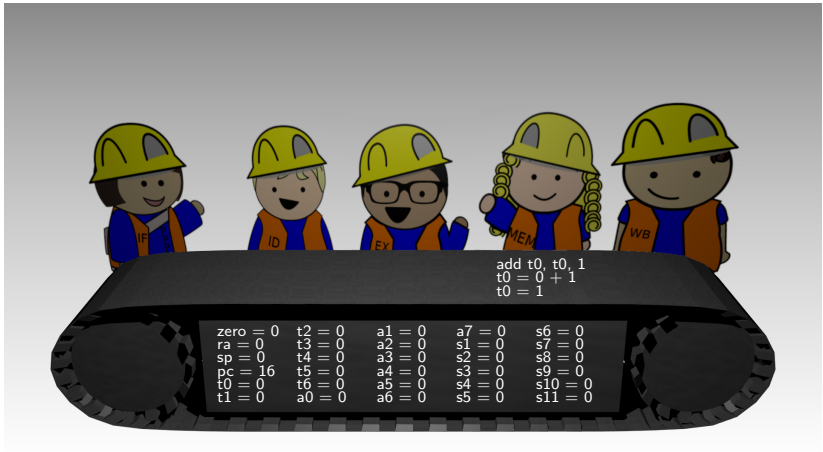 IF
ID
EX
MEM
WB
add t0, t0, 1
t0 = 0 + 1
t0 = 1
zero = 0 t2 = 0 a1 = 0 a7 = 0 s6 = 0
ra = 0 t3 = 0 a2 = 0 s1 = 0 s7 = 0
sp = 0 t4 = 0 a3 = 0 s2 = 0 s8 = 0
pc = 16 t5 = 0 a4 = 0 s3 = 0 s9 = 0
t0 = 0 t6 = 0 a5 = 0 s4 = 0 s10 = 0
t1 = 0 a0 = 0 a6 = 0 s5 = 0 s11 = 0